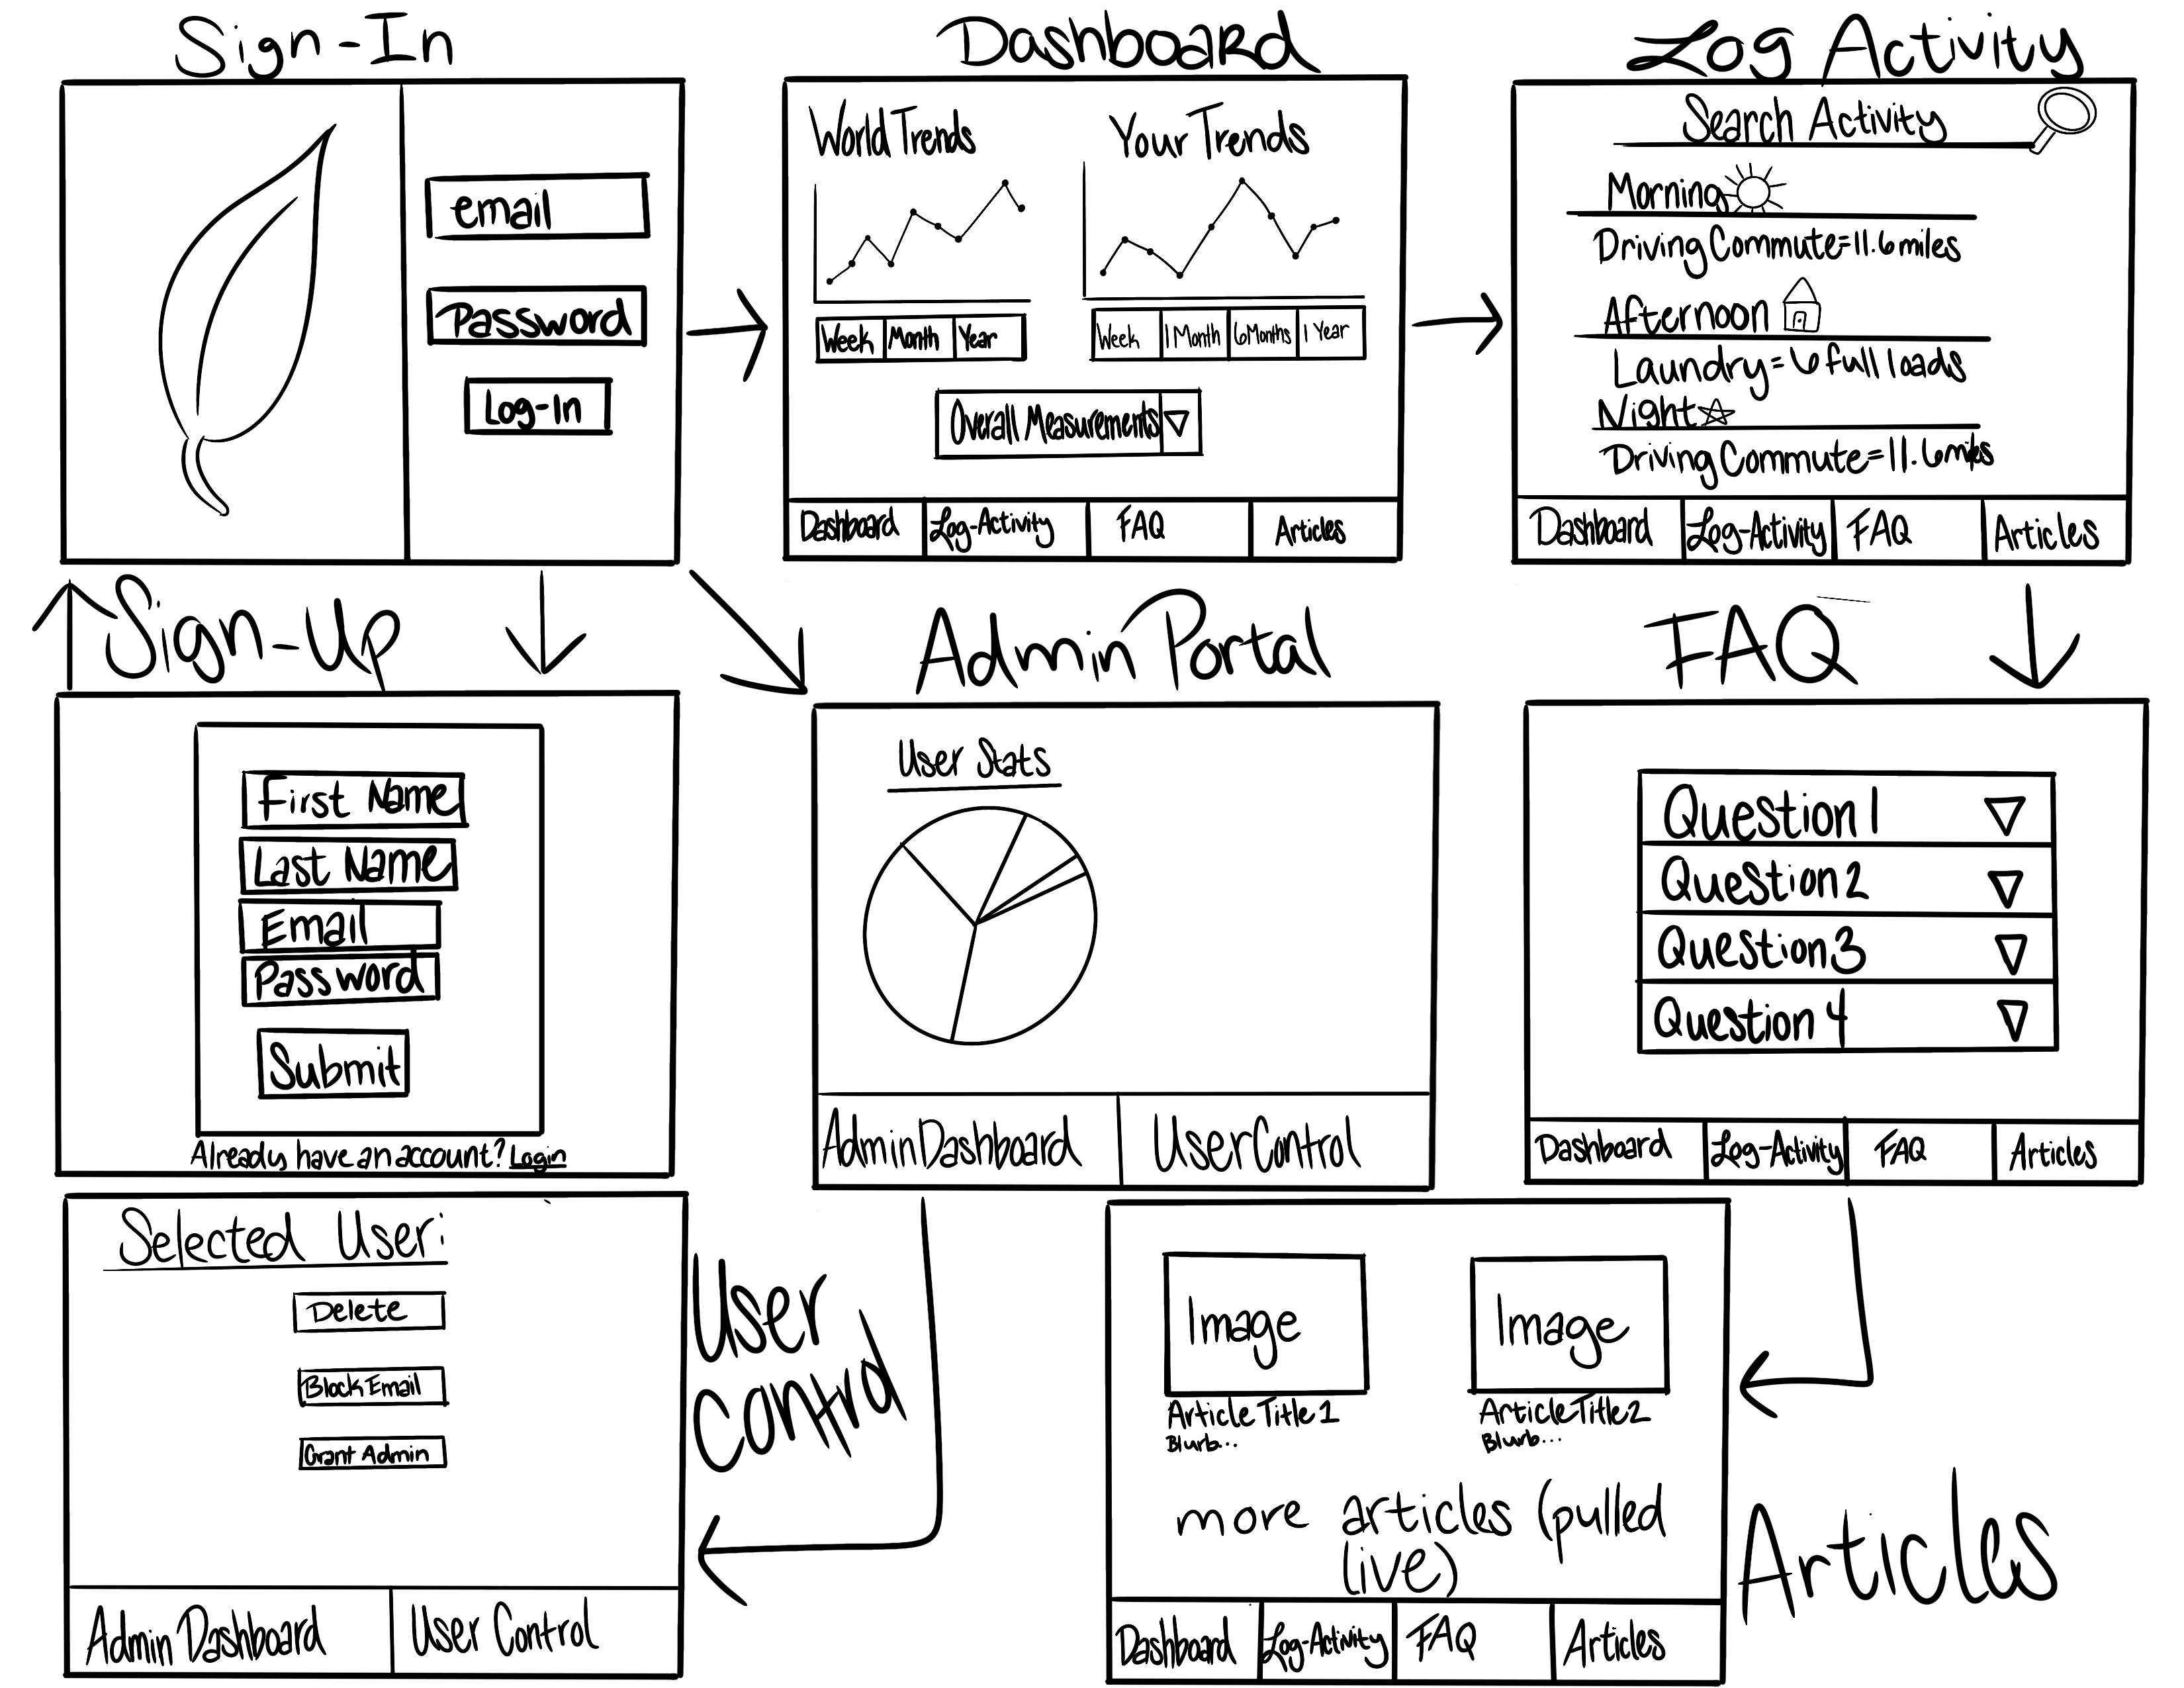 Sign-In
email
Password
Log-In
Dashboard
World Trends
Your Trends
Week Month Year
Week 1 Month 6 Months 1 Year
Overall Measurements
Dashboard Log-Activity FAQ Articles
Log Activity
Search Activity
Morning
Driving Commute=11.6 miles
Afternoon
Laundry=6 full loads
Night
Driving Commute=11.6 miles
Dashboard Log-Activity FAQ Articles
Sign-Up
First Name
Last Name
Email
Password
Submit
Already have an account? Login
Admin Portal
User Stats
Admin Dashboard User Control
FAQ
Question 1
Question 2
Question 3
Question 4
Dashboard Log-Activity FAQ Articles
Selected User:
Delete
Block Email
Grant Admin
Admin Dashboard User Control
User
Control
Image
Article Title 1
Blurb...
Image
Article Title 2
Blurb...
more articles (pulled
live)
Dashboard Log-Activity FAQ Articles
Articles